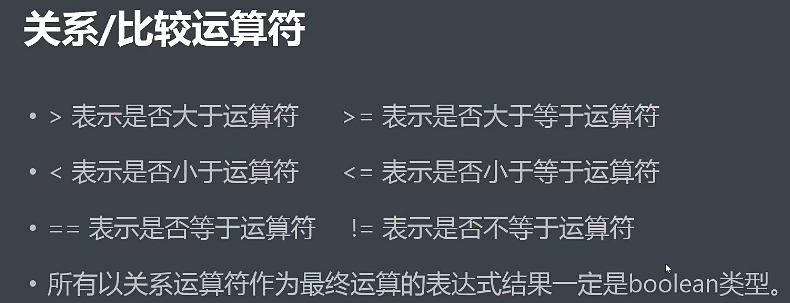 关系/比较运算符
• > 表示是否大于运算符 >= 表示是否大于等于运算符
• < 表示是否小于运算符 <= 表示是否小于等于运算符
• == 表示是否等于运算符 != 表示是否不等于运算符
• 所有以关系运算符作为最终运算的表达式结果一定是boolean类型。